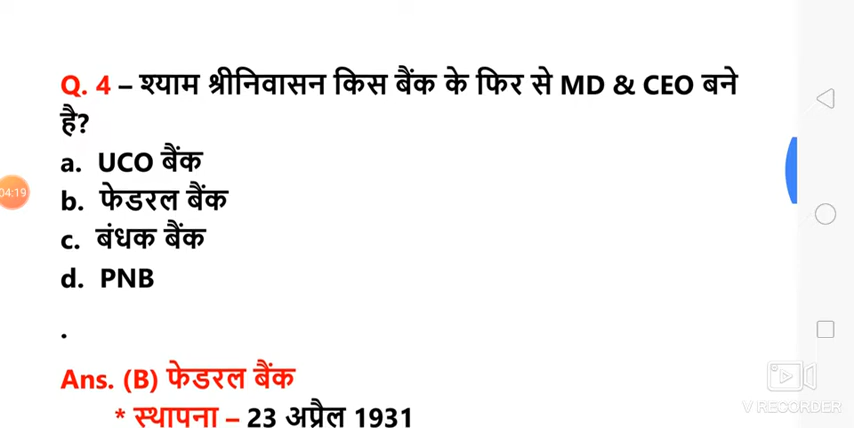 Q. 4 – श्याम श्रीनिवासन किस बैंक के फिर से MD & CEO बने
है?
a. UCO बैंक
04:19
b. फेडरल बैंक
c. बंधक बैंक
d. PNB
.
Ans. (B) फेडरल बैंक
* स्थापना – 23 अप्रैल 1931
V RECORDER